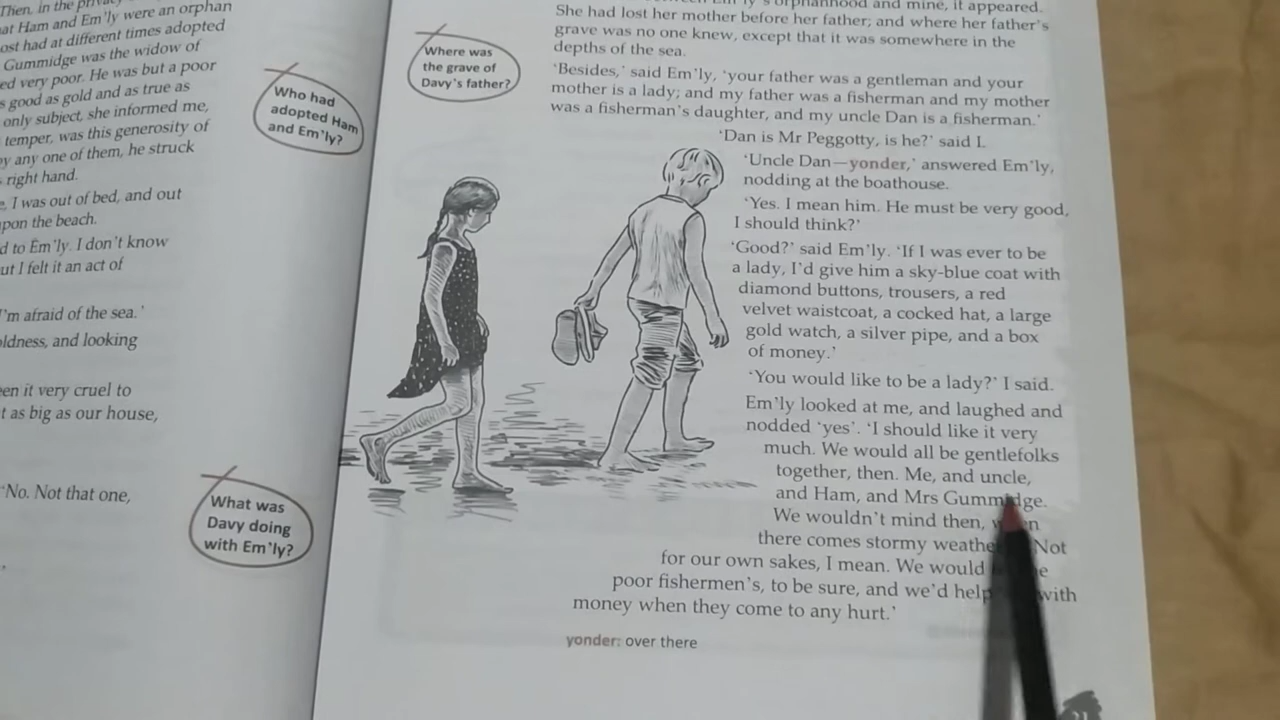 Then, in the
at Ham and Em'ly were an orphan
ost had at different times adopted
Gummidge was the widow of
ed very poor. He was but a poor
s good as gold and as true as
only subject, she informed me,
temper, was this generosity of
y any one of them, he struck
right hand.
I was out of bed, and out
pon the beach.
d to Em'ly. I don't know
ut I felt it an act of
I'm afraid of the sea.'
oldness, and looking
een it very cruel to
t as big as our house,
'No. Not that one,
Who had
adopted Ham
and Em'ly?
What was
Davy doing
with Em'ly?
Where was
the grave of
Davy's father?
orphanhood and mine, it appeared.
She had lost her mother before her father; and where her father's
grave was no one knew, except that it was somewhere in the
depths of the sea.
'Besides,' said Em'ly, 'your father was a gentleman and your
mother is a lady; and my father was a fisherman and my mother
was a fisherman's daughter, and my uncle Dan is a fisherman.'
'Dan is Mr Peggotty, is he?' said I.
'Uncle Dan—yonder,' answered Em'ly,
nodding at the boathouse.
'Yes. I mean him. He must be very good,
I should think?'
'Good?' said Em'ly. 'If I was ever to be
a lady, I'd give him a sky-blue coat with
diamond buttons, trousers, a red
velvet waistcoat, a cocked hat, a large
gold watch, a silver pipe, and a box
of money.'
'You would like to be a lady?' I said.
Em'ly looked at me, and laughed and
nodded 'yes'. 'I should like it very
much. We would all be gentlefolks
together, then. Me, and uncle,
and Ham, and Mrs Gummidge.
We wouldn't mind then, when
there comes stormy weather Not
for our own sakes, I mean. We would
poor fishermen's, to be sure, and we'd help with
money when they come to any hurt.'
yonder: over there